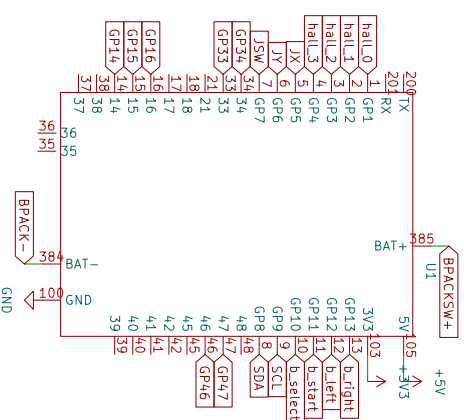 GP14
GP15
GP16
GP33
GP34
JSW
JY
JX
hall_3
hall_2
hall_1
hall_0
37
38
14
15
16
17
18
21
33
34
7
6
5
4
3
2
1
201
200
37
38
14
15
16
17
18
21
33
34
GP7
GP6
GP5
GP4
GP3
GP2
GP1
RX
TX
36
36
35
35
BPACK-
384
BAT-
BAT+
385
BPACKSW+
U1
GND
100
GND
39
40
41
42
45
46
47
48
GP8
GP9
GP10
GP11
GP12
GP13
3V3
5V
39
40
41
42
45
46
47
48
8
9
10
11
12
13
103
105
GP46
GP47
SDA
SCL
b_select
b_start
b_left
b_right
+3V3
+5V